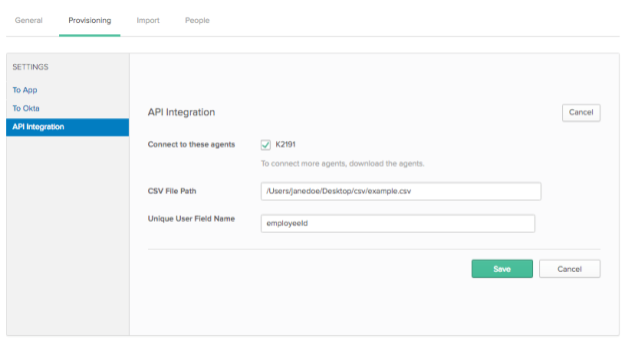 General Provisioning Import People
SETTINGS
To App
To Okta
API Integration
API Integration Cancel
Connect to these agents K2191
To connect more agents, download the agents.
CSV File Path /Users/janedoe/Desktop/csv/example.csv
Unique User Field Name employeeId
Save Cancel